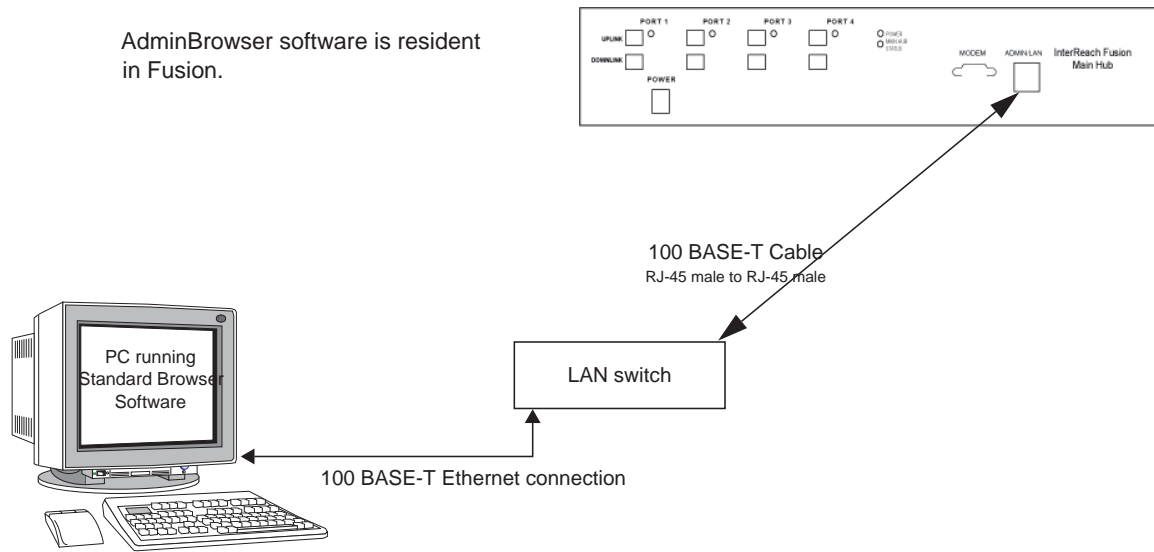 AdminBrowser software is resident
in Fusion.
PORT 1 PORT 2 PORT 3 PORT 4
UPLINK
DOWNLINK
POWER
POWER
MAIN HUB
STATUS
MODEM
ADMIN/LAN
InterReach Fusion
Main Hub
100 BASE-T Cable
RJ-45 male to RJ-45 male
LAN switch
PC running
Standard Browser
Software
100 BASE-T Ethernet connection